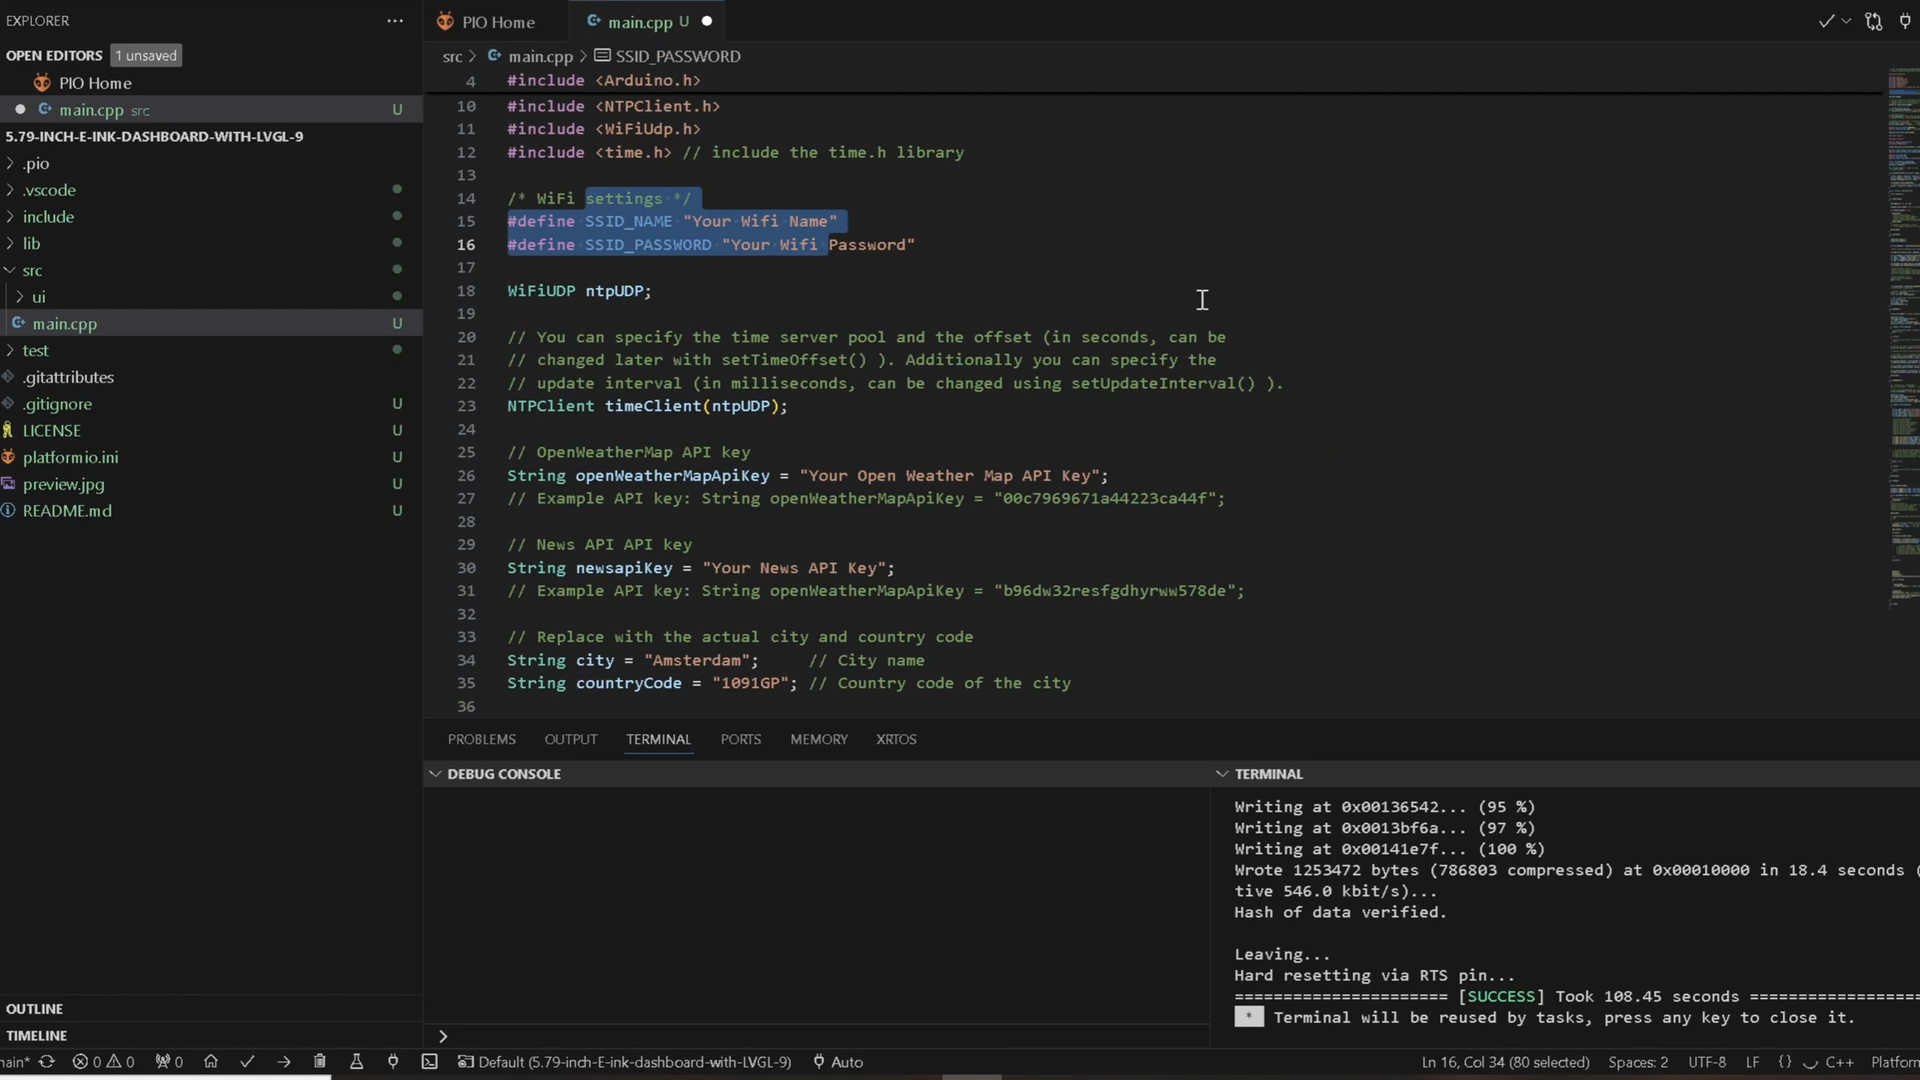 EXPLORER
OPEN EDITORS 1 unsaved
PIO Home
main.cpp src U
5.79-INCH-E-INK-DASHBOARD-WITH-LVGL-9
.pio
.vscode
include
lib
src
ui
main.cpp U
test
.gitattributes
.gitignore U
LICENSE U
platformio.ini U
preview.jpg U
README.md U
OUTLINE
TIMELINE
PIO Home main.cpp U
src > main.cpp > SSID_PASSWORD
4 #include <Arduino.h>
10 #include <NTPClient.h>
11 #include <WiFiUdp.h>
12 #include <time.h> // include the time.h library
13
14 /* WiFi settings */
15 #define SSID_NAME "Your Wifi Name"
16 #define SSID_PASSWORD "Your Wifi Password"
17
18 WiFiUDP ntpUDP;
19
20 // You can specify the time server pool and the offset (in seconds, can be
21 // changed later with setTimeOffset() ). Additionally you can specify the
22 // update interval (in milliseconds, can be changed using setUpdateInterval() ).
23 NTPClient timeClient(ntpUDP);
24
25 // OpenWeatherMap API key
26 String openWeatherMapApiKey = "Your Open Weather Map API Key";
27 // Example API key: String openWeatherMapApiKey = "00c7969671a44223ca44f";
28
29 // News API API key
30 String newsapiKey = "Your News API Key";
31 // Example API key: String openWeatherMapApiKey = "b96dw32resfgdhyrww578de";
32
33 // Replace with the actual city and country code
34 String city = "Amsterdam"; // City name
35 String countryCode = "1091GP"; // Country code of the city
36
PROBLEMS OUTPUT TERMINAL PORTS MEMORY XRTOS
DEBUG CONSOLE
TERMINAL
Writing at 0x00136542... (95 %)
Writing at 0x0013bf6a... (97 %)
Writing at 0x00141e7f... (100 %)
Wrote 1253472 bytes (786803 compressed) at 0x00010000 in 18.4 seconds (
tive 546.0 kbit/s)...
Hash of data verified.
Leaving...
Hard resetting via RTS pin...
====================== [SUCCESS] Took 108.45 seconds ==================
* Terminal will be reused by tasks, press any key to close it.
nain* 0 0 0 Default (5.79-inch-E-ink-dashboard-with-LVGL-9) Auto Ln 16, Col 34 (80 selected) Spaces: 2 UTF-8 LF {} C++ Platforn